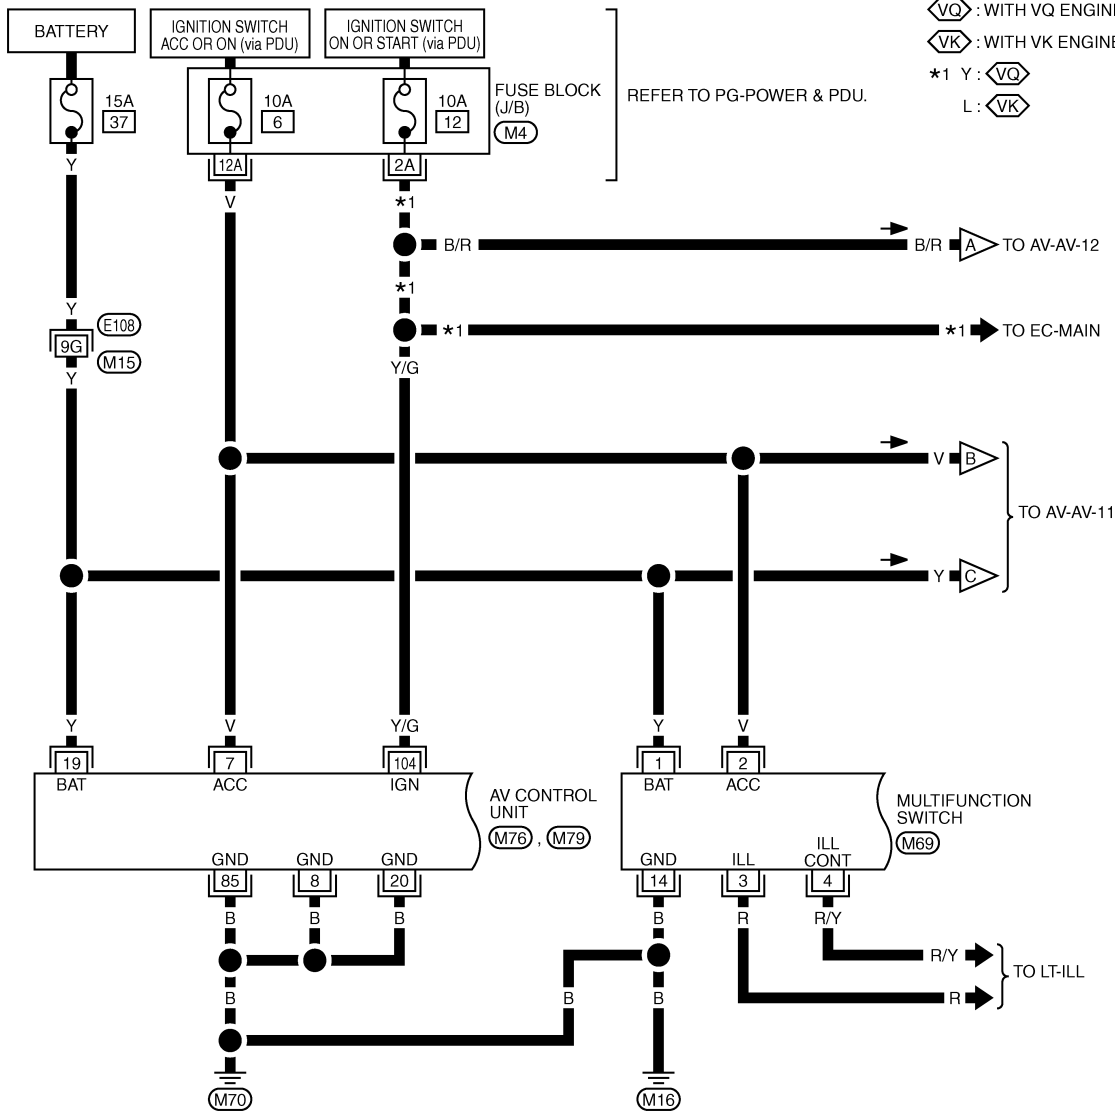 BATTERY
IGNITION SWITCH
ACC OR ON (via PDU)
IGNITION SWITCH
ON OR START (via PDU)
VQ : WITH VQ ENGINE
VK : WITH VK ENGINE
*1 Y : VQ
L : VK
15A
37
10A
6
10A
12
FUSE BLOCK
(J/B)
M4
REFER TO PG-POWER & PDU.
12A
2A
Y
V
*1
B/R
B/R
A
TO AV-AV-12
*1
Y
E108
9G
M15
*1
*1
TO EC-MAIN
Y
Y/G
V
B
TO AV-AV-11
Y
C
Y
V
Y/G
Y
V
19
7
104
1
2
BAT
ACC
IGN
BAT
ACC
AV CONTROL
UNIT
M76 , M79
MULTIFUNCTION
SWITCH
M69
GND
GND
GND
GND
ILL
ILL
CONT
85
8
20
14
3
4
B
B
B
B
R
R/Y
R/Y
TO LT-ILL
B
B
B
R
M70
M16